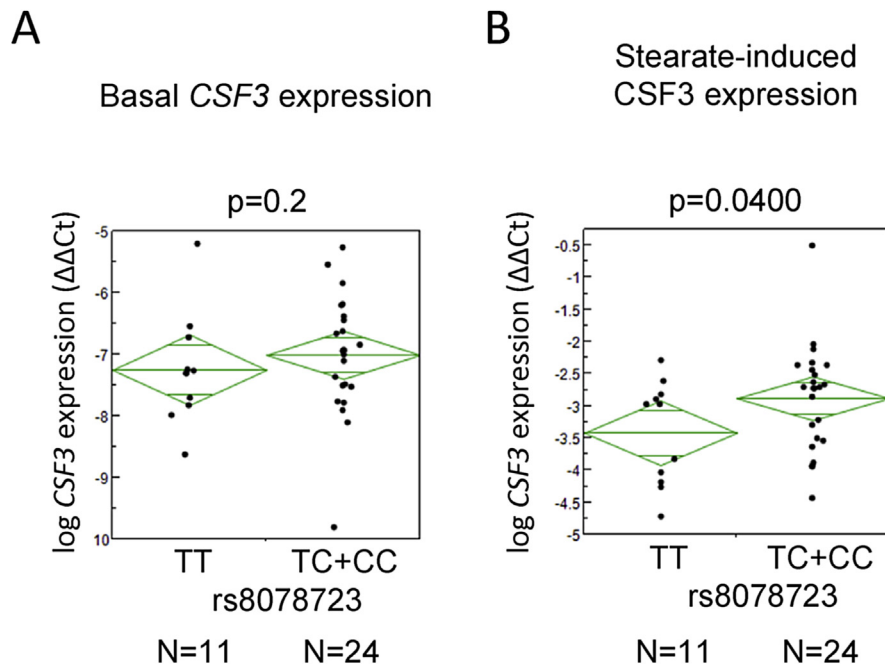 A
Basal CSF3 expression
p=0.2
log CSF3 expression (ΔΔCt)
-5
-6
-7
-8
-9
10
TT TC+CC
rs8078723
N=11 N=24
B
Stearate-induced
CSF3 expression
p=0.0400
log CSF3 expression (ΔΔCt)
-0.5
-1
-1.5
-2
-2.5
-3
-3.5
-4
-4.5
-5
TT TC+CC
rs8078723
N=11 N=24